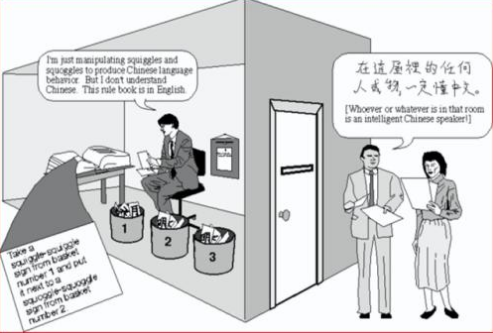 I'm just manipulating squiggles and
squoggles to produce Chinese language
behavior. But I don't understand
Chinese. This rule book is in English.
在這屋裡的任何
人或物,一定懂中文。
[Whoever or whatever is in that room
is an intelligent Chinese speaker!]
1
2
3
Take a
squiggle-squiggle
sign from basket
number 1 and put
it next to a
squoggle-squoggle
sign from basket
number 2